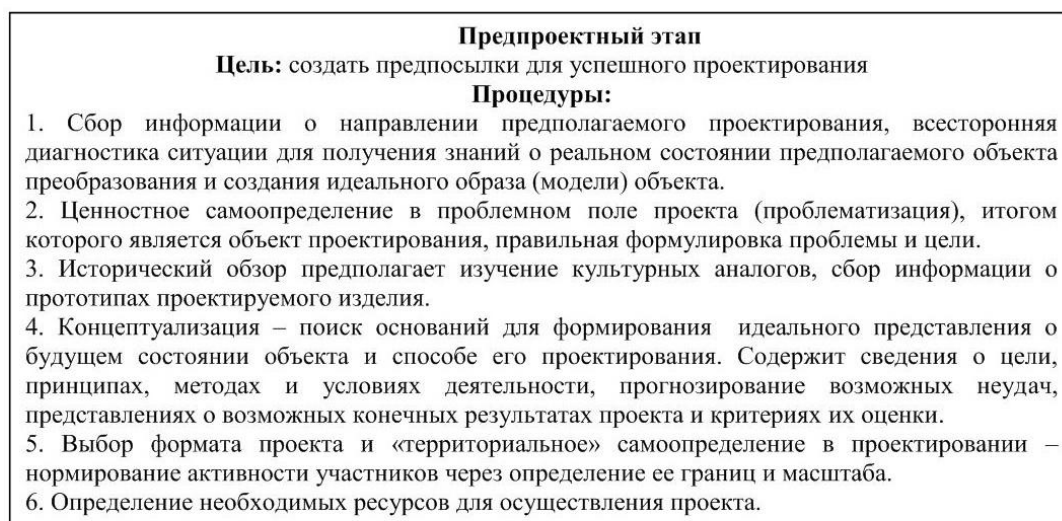 Предпроектный этап
Цель: создать предпосылки для успешного проектирования
Процедуры:
1. Сбор информации о направлении предполагаемого проектирования, всесторонняя
диагностика ситуации для получения знаний о реальном состоянии предполагаемого объекта
преобразования и создания идеального образа (модели) объекта.
2. Ценностное самоопределение в проблемном поле проекта (проблематизация), итогом
которого является объект проектирования, правильная формулировка проблемы и цели.
3. Исторический обзор предполагает изучение культурных аналогов, сбор информации о
прототипах проектируемого изделия.
4. Концептуализация – поиск оснований для формирования идеального представления о
будущем состоянии объекта и способе его проектирования. Содержит сведения о цели,
принципах, методах и условиях деятельности, прогнозирование возможных неудач,
представлениях о возможных конечных результатах проекта и критериях их оценки.
5. Выбор формата проекта и «территориальное» самоопределение в проектировании –
нормирование активности участников через определение ее границ и масштаба.
6. Определение необходимых ресурсов для осуществления проекта.